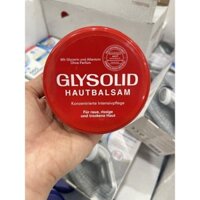 Mit Glycerin und Allantoin
Ohne Parfum
GLYSOLID
HAUTBALSAM
Konzentrierte Intensivpflege
Für raue, rissige
und trockene Haut